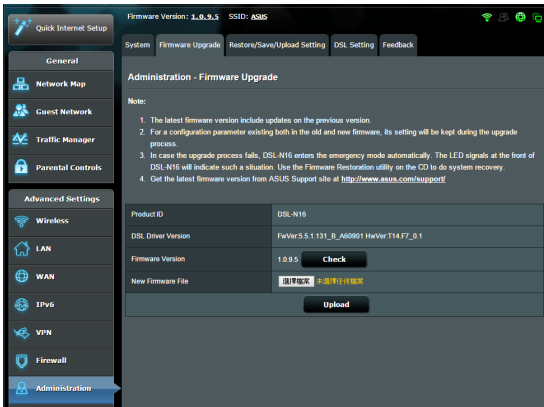 Quick Internet Setup
General
Network Map
Guest Network
Traffic Manager
Parental Controls
Advanced Settings
Wireless
LAN
WAN
IPv6
VPN
Firewall
Administration
Firmware Version: 1.0.9.5 SSID: ASUS
System Firmware Upgrade Restore/Save/Upload Setting DSL Setting Feedback
Administration - Firmware Upgrade
Note:
1. The latest firmware version include updates on the previous version.
2. For a configuration parameter existing both in the old and new firmware, its setting will be kept during the upgrade
process.
3. In case the upgrade process fails, DSL-N16 enters the emergency mode automatically. The LED signals at the front of
DSL-N16 will indicate such a situation. Use the Firmware Restoration utility on the CD to do system recovery.
4. Get the latest firmware version from ASUS Support site at http://www.asus.com/support/
Product ID DSL-N16
DSL Driver Version FwVer:5.5.1.131_B_A60901 HwVer:T14.F7_0.1
Firmware Version 1.0.9.5 Check
New Firmware File 選擇檔案 未選擇任何檔案
Upload